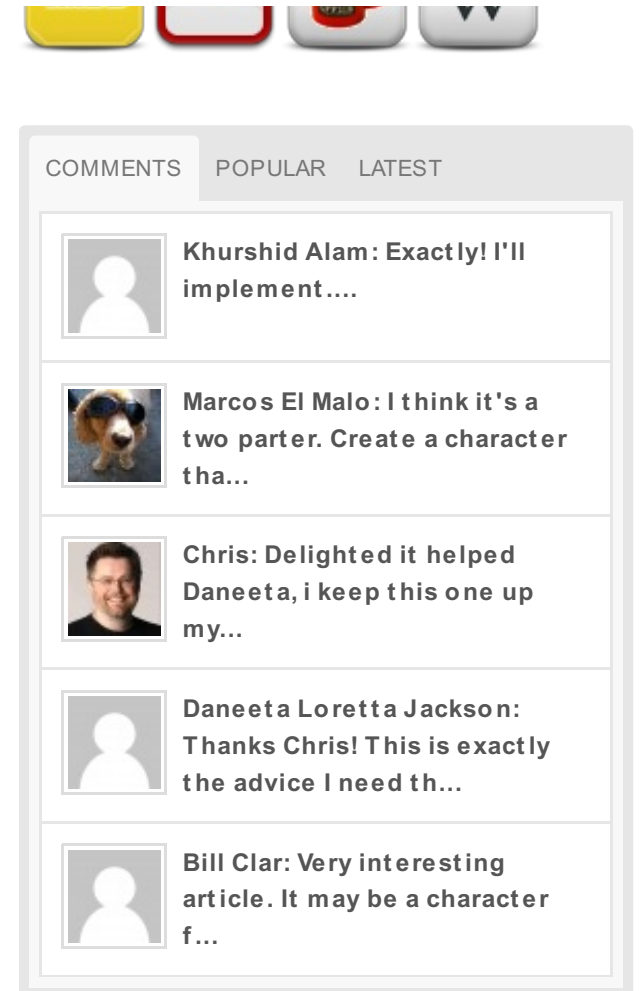 COMMENTS POPULAR LATEST
Khurshid Alam: Exactly! I'll
implement....
Marcos El Malo: I think it's a
two parter. Create a character
tha...
Chris: Delighted it helped
Daneeta, i keep this one up
my...
Daneeta Loretta Jackson:
Thanks Chris! This is exactly
the advice I need th...
Bill Clar: Very interesting
article. It may be a character
f...